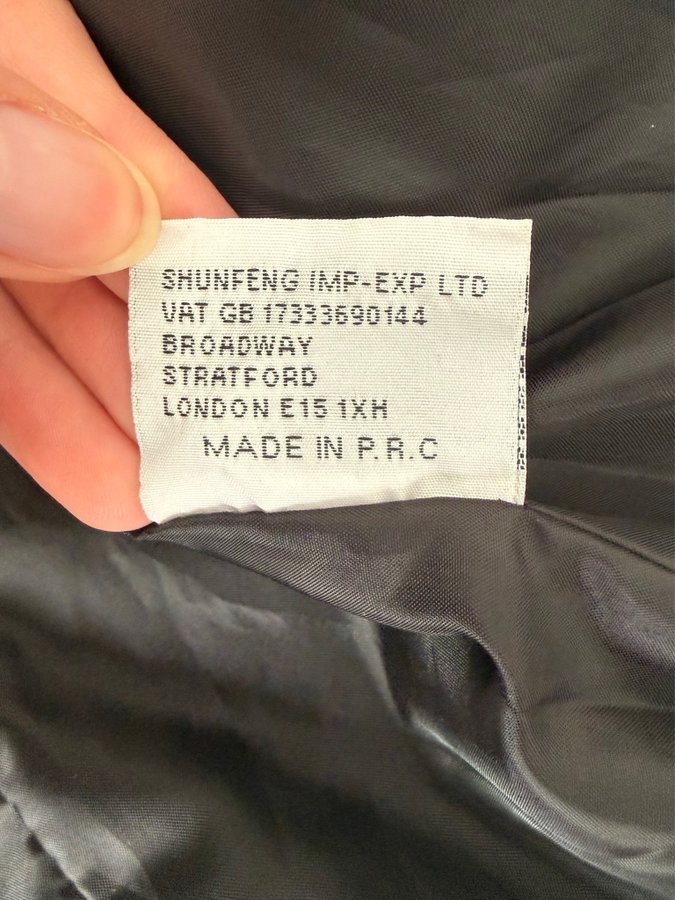 SHUNFENG IMP-EXP LTD
VAT GB 17333690144
BROADWAY
STRATFORD
LONDON E15 1XH
MADE IN P.R.C